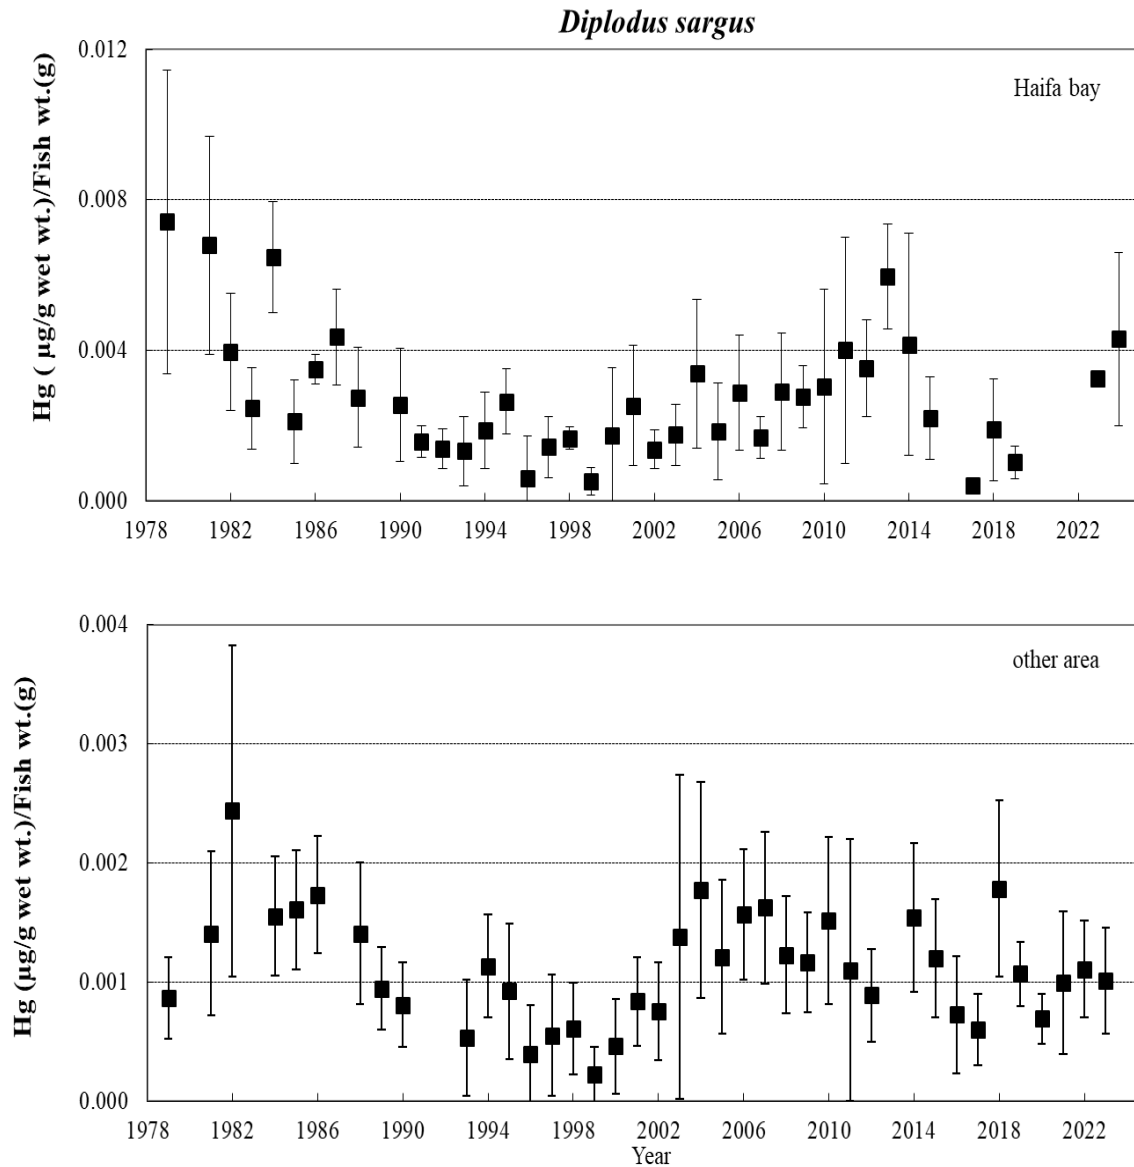 Diplodus sargus
Haifa bay
Hg ( µg/g wet wt.)/Fish wt.(g)
0.012
0.008
0.004
0.000
1978 1982 1986 1990 1994 1998 2002 2006 2010 2014 2018 2022
other area
Hg (µg/g wet wt.)/Fish wt.(g)
0.004
0.003
0.002
0.001
0.000
1978 1982 1986 1990 1994 1998 2002 2006 2010 2014 2018 2022
Year